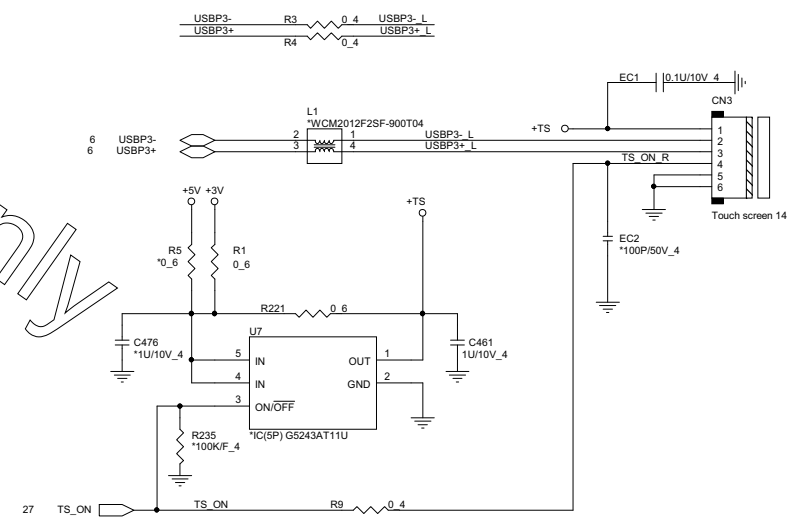 USBP3- R3 0_4 USBP3-_L
USBP3+ R4 0_4 USBP3+_L
EC1 0.1U/10V_4
CN3
L1
*WCM2012F2SF-900T04
+TS
6 USBP3- 2 1 USBP3-_L
6 USBP3+ 3 4 USBP3+_L
TS_ON_R
1
2
3
4
5
6
Touch screen 14
+5V +3V
+TS
R5
*0_6
R1
0_6
EC2
*100P/50V_4
R221 0_6
C476
*1U/10V_4
U7
C461
1U/10V_4
5 IN OUT 1
4 IN GND 2
3 ON/OFF
R235
*100K/F_4
*IC(5P) G5243AT11U
27 TS_ON TS_ON R9 0_4
nly